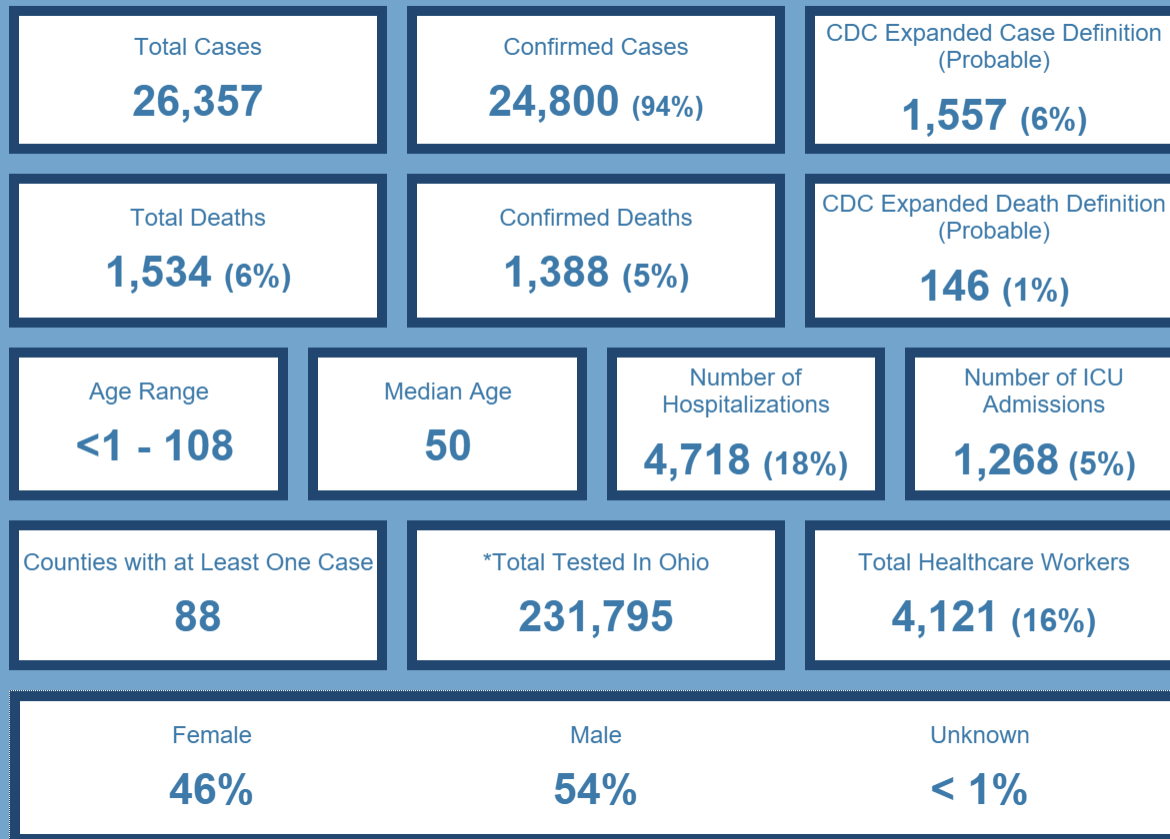 Total Cases
26,357
Confirmed Cases
24,800 (94%)
CDC Expanded Case Definition
(Probable)
1,557 (6%)
Total Deaths
1,534 (6%)
Confirmed Deaths
1,388 (5%)
CDC Expanded Death Definition
(Probable)
146 (1%)
Age Range
<1 - 108
Median Age
50
Number of
Hospitalizations
4,718 (18%)
Number of ICU
Admissions
1,268 (5%)
Counties with at Least One Case
88
*Total Tested In Ohio
231,795
Total Healthcare Workers
4,121 (16%)
Female
46%
Male
54%
Unknown
< 1%